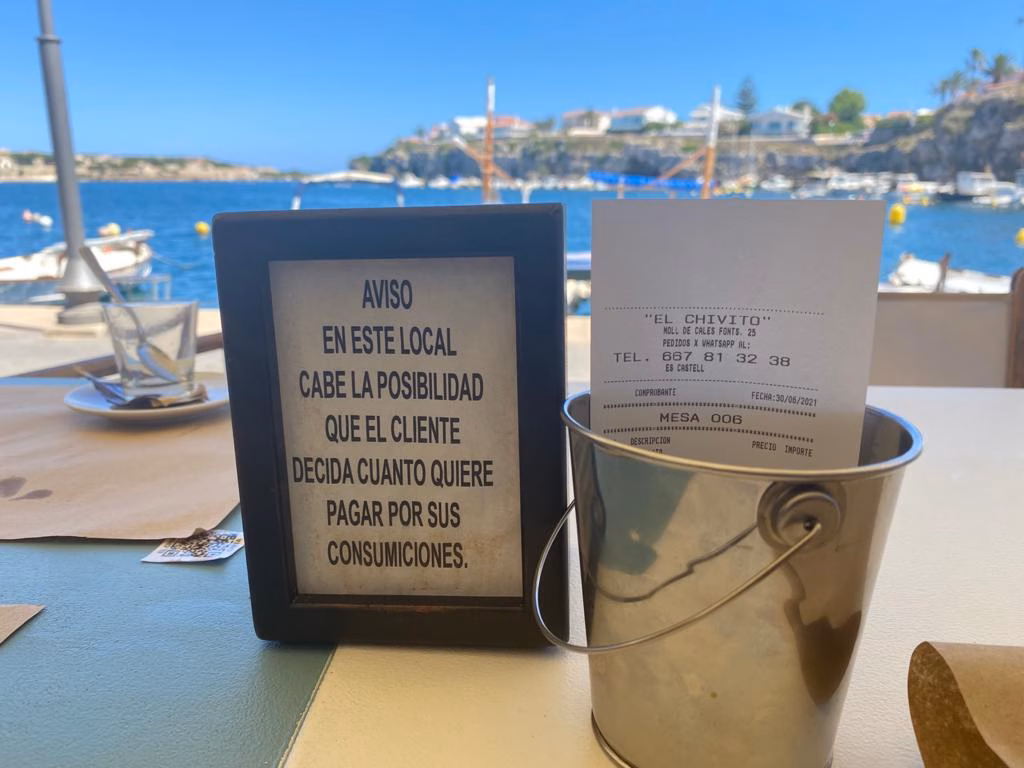 AVISO
EN ESTE LOCAL
CABE LA POSIBILIDAD
QUE EL CLIENTE
DECIDA CUANTO QUIERE
PAGAR POR SUS
CONSUMICIONES.
"EL CHIVITO"
MOLL DE CALES FONTS, 25
PEDIDOS X WHATSAPP AL:
TEL. 667 81 32 38
ES CASTELL
COMPROBANTE FECHA:30/06/2021
MESA 006
DESCRIPCION PRECIO IMPORTE